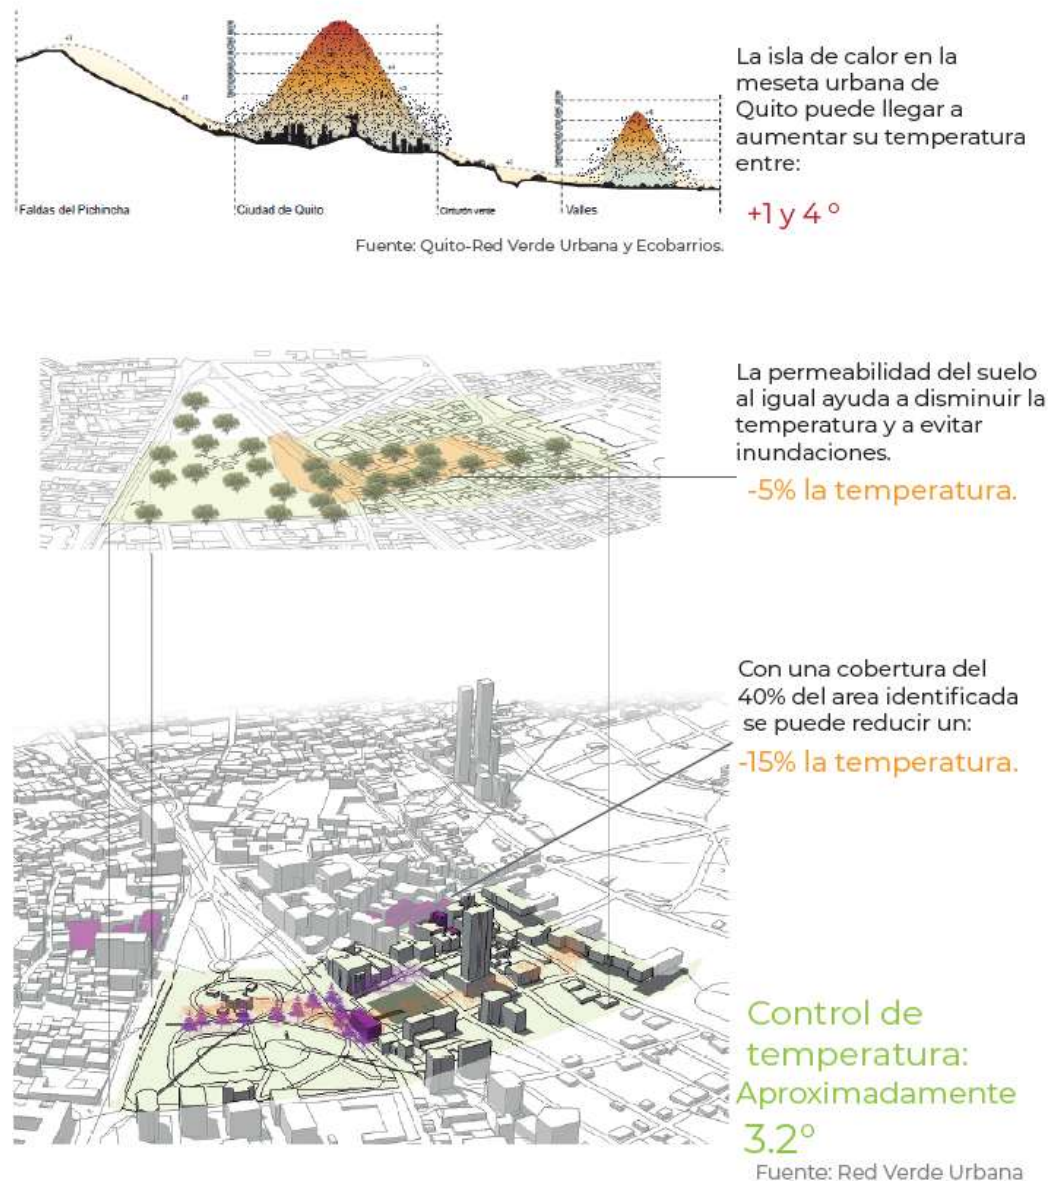 La isla de calor en la
meseta urbana de
Quito puede llegar a
aumentar su temperatura
entre:
+1 y 4 °
Faldas del Pichincha
Ciudad de Quito
Cinturón verde
Valles
Fuente: Quito-Red Verde Urbana y Ecobarrios.
La permeabilidad del suelo
al igual ayuda a disminuir la
temperatura y a evitar
inundaciones.
-5% la temperatura.
Con una cobertura del
40% del area identificada
se puede reducir un:
-15% la temperatura.
Control de
temperatura:
Aproximadamente
3.2°
Fuente: Red Verde Urbana